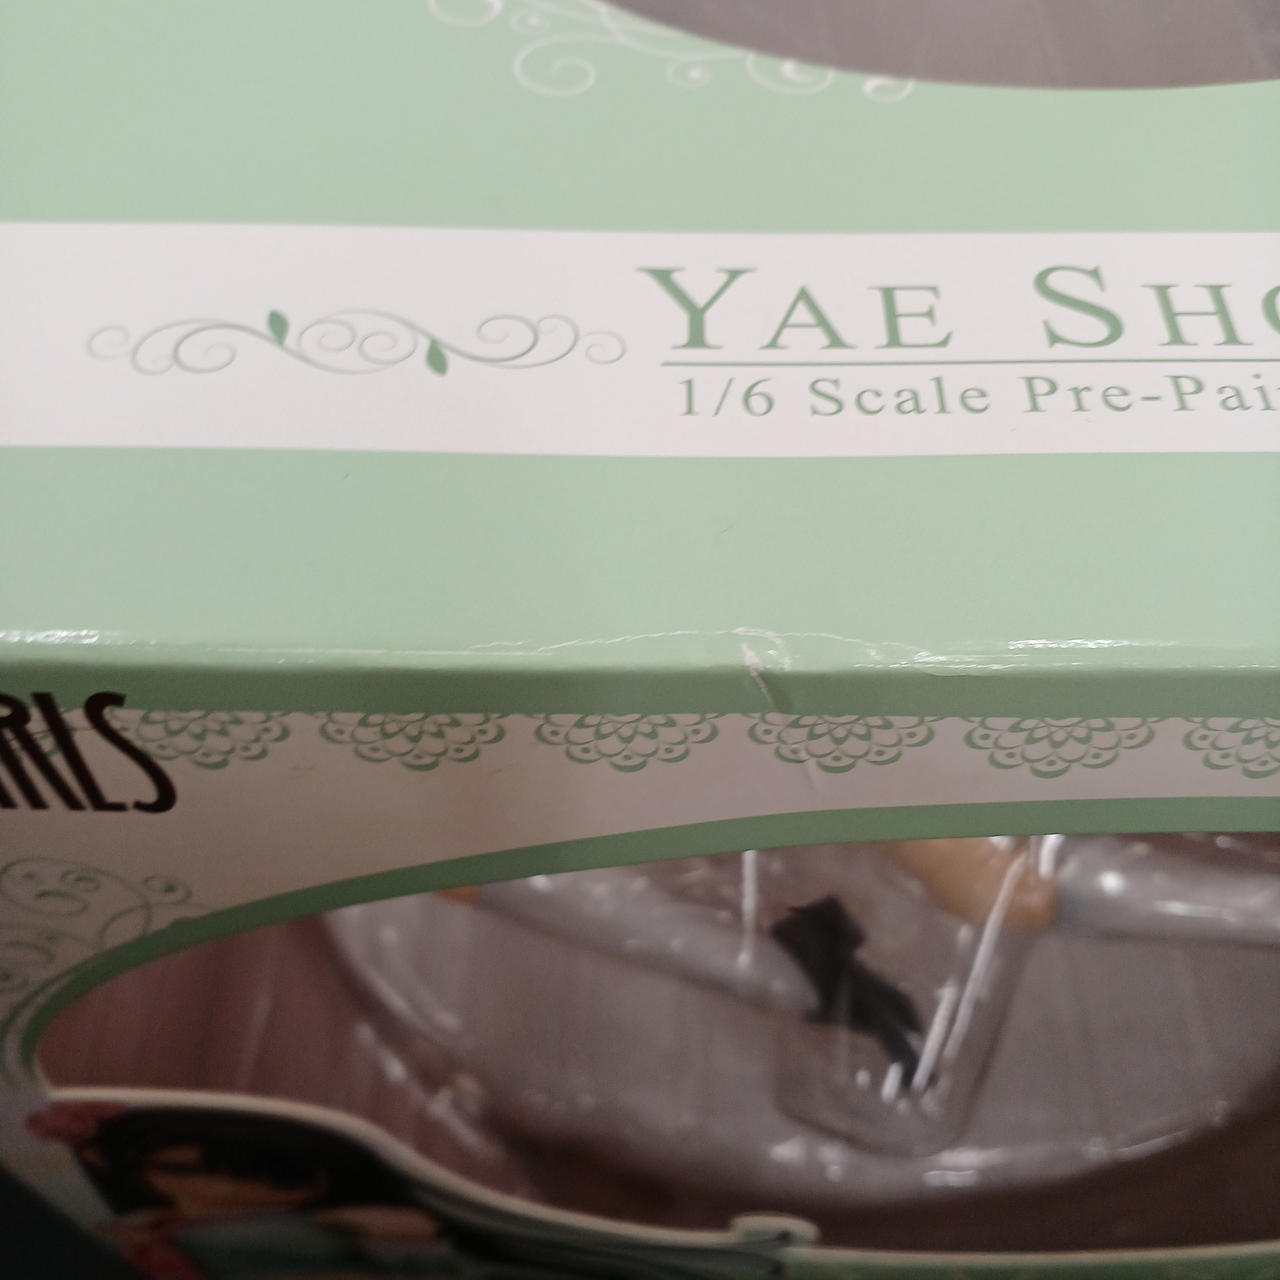 YAE SHO
1/6 Scale Pre-Pai
RLS